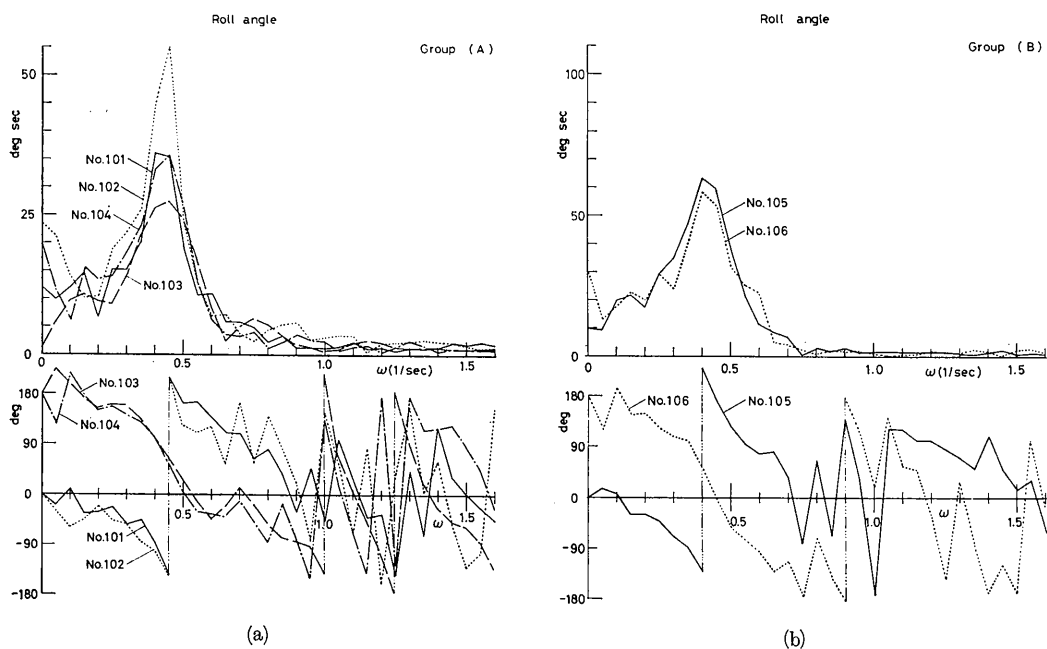 Roll angle
Group (A)
deg sec
50
25
0
No.101
No.102
No.104
No.103
0.5
1.0
ω(1/sec)
1.5
deg
180
90
0
-90
-180
No.103
No.104
No.101
No.102
0.5
1.0
ω
1.5
(a)
Roll angle
Group (B)
deg sec
100
50
0
No.105
No.106
0.5
1.0
ω(1/sec)
1.5
deg
180
90
0
-90
-180
No.106
No.105
0.5
1.0
ω
1.5
(b)